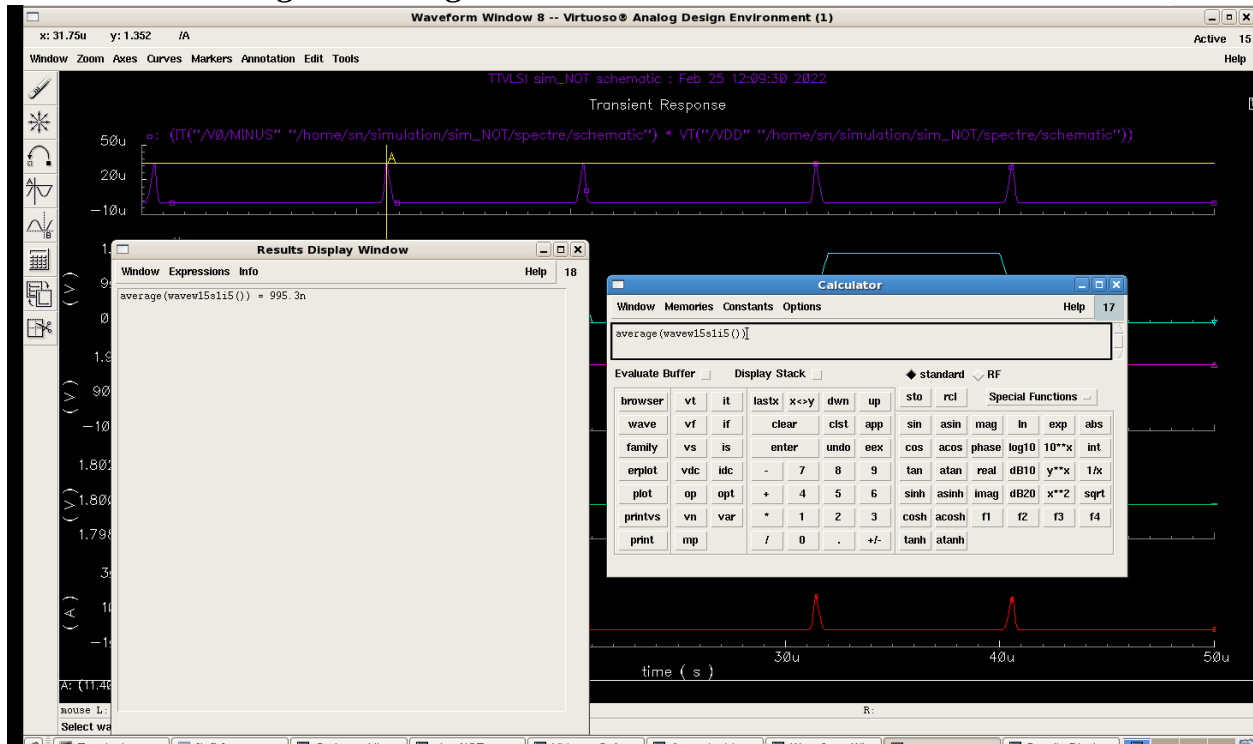 Waveform Window 8 -- Virtuoso® Analog Design Environment (1)
x: 31.75u y: 1.352 /A
Active 15
Window Zoom Axes Curves Markers Annotation Edit Tools Help
TTVLSI sim_NOT schematic : Feb 25 12:09:30 2022
Transient Response
□: (IT("/V0/MINUS" "/home/sn/simulation/sim_NOT/spectre/schematic") * VT("/VDD" "/home/sn/simulation/sim_NOT/spectre/schematic"))
50u
20u
-10u
A
Results Display Window
Window Expressions Info Help 18
average(wavew15s1i5()) = 995.3n
Calculator
Window Memories Constants Options Help 17
average(wavew15s1i5())
Evaluate Buffer Display Stack standard RF
browser vt it lastx x<>y dwn up sto rcl Special Functions
wave vf if clear clst app sin asin mag ln exp abs
family vs is enter undo eex cos acos phase log10 10**x int
erplot vdc idc - 7 8 9 tan atan real dB10 y**x 1/x
plot op opt + 4 5 6 sinh asinh imag dB20 x**2 sqrt
printvs vn var * 1 2 3 cosh acosh f1 f2 f3 f4
print mp / 0 . +/- tanh atanh
(V)
(V)
(V)
1.798
(A)
30u 40u 50u
time ( s )
A: (11.40
mouse L: R:
Select wa